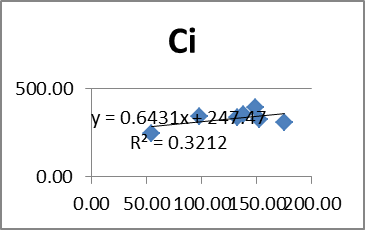 Ci
500.00
y = 0.6431x + 247.47
R² = 0.3212
0.00
0.00 50.00 100.00 150.00 200.00